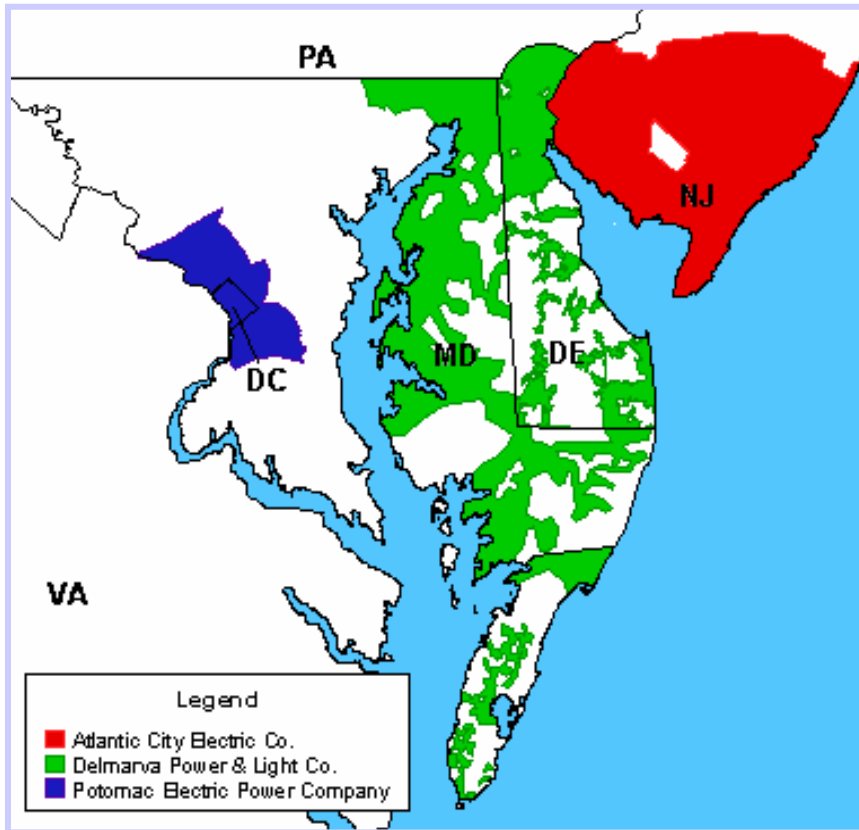 PA
NJ
MD
DE
DC
VA
Legend
Atlantic City Electric Co.
Delmarva Power & Light Co.
Potomac Electric Power Company